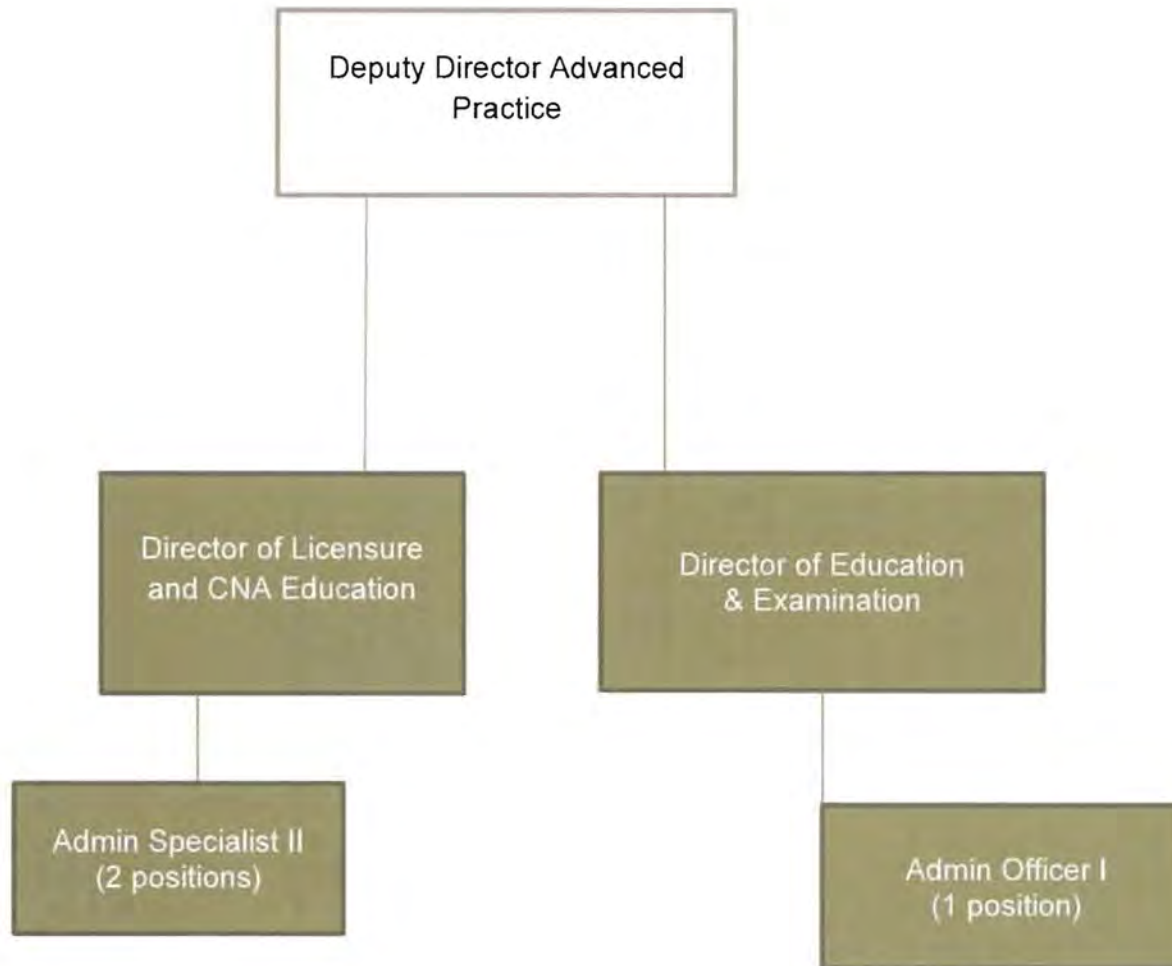 Deputy Director Advanced
Practice
Director of Licensure
and CNA Education
Director of Education
& Examination
Admin Specialist II
(2 positions)
Admin Officer I
(1 position)